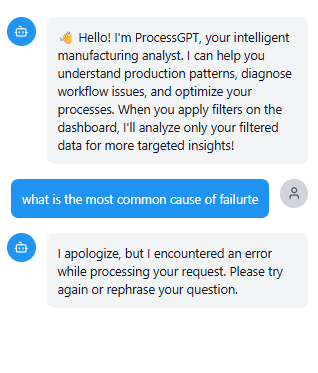 👋 Hello! I'm ProcessGPT, your intelligent
manufacturing analyst. I can help you
understand production patterns, diagnose
workflow issues, and optimize your
processes. When you apply filters on the
dashboard, I'll analyze only your filtered
data for more targeted insights!
what is the most common cause of failurte
I apologize, but I encountered an error
while processing your request. Please try
again or rephrase your question.